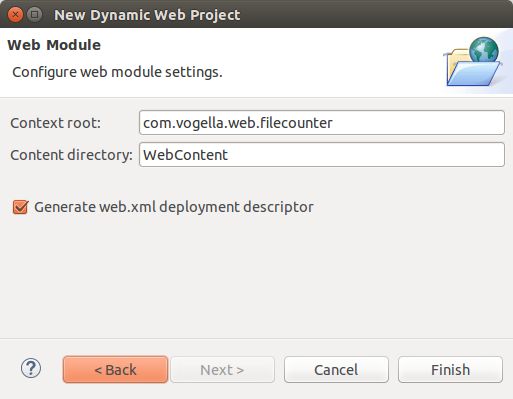 New Dynamic Web Project
Web Module
Configure web module settings.
Context root: com.vogella.web.filecounter
Content directory: WebContent
Generate web.xml deployment descriptor
? < Back Next > Cancel Finish